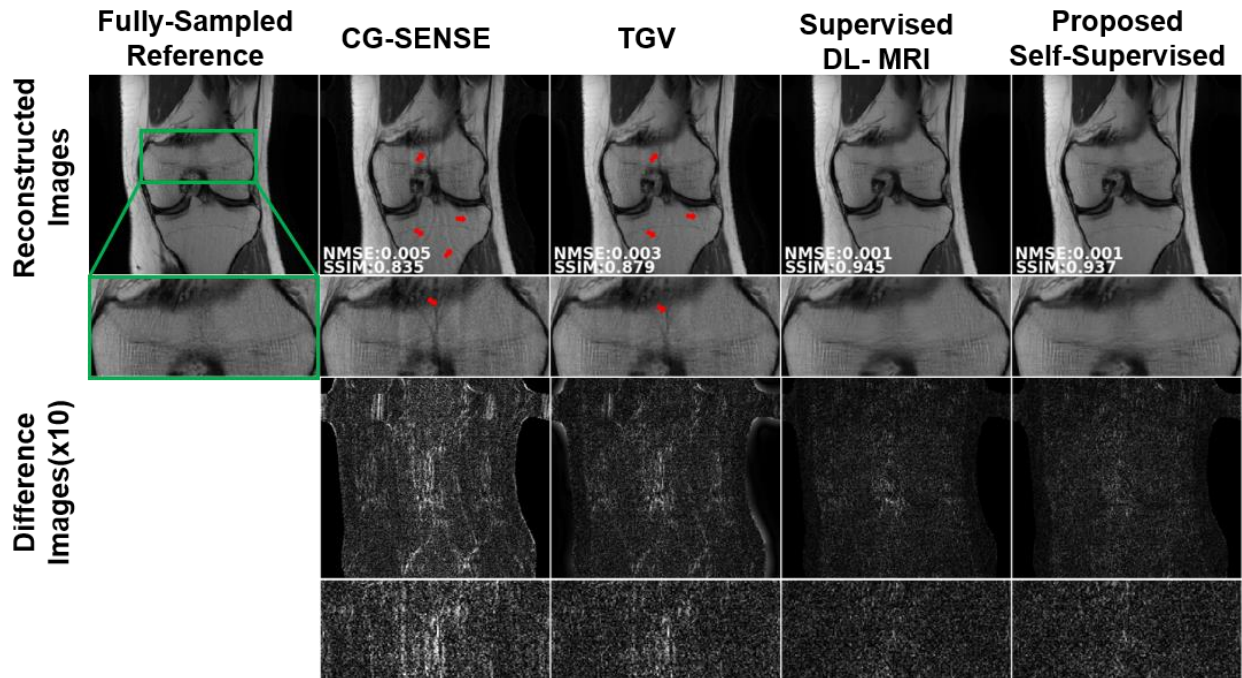 Fully-Sampled
Reference
CG-SENSE
TGV
Supervised
DL- MRI
Proposed
Self-Supervised
Reconstructed
Images
NMSE:0.005
SSIM:0.835
NMSE:0.003
SSIM:0.879
NMSE:0.001
SSIM:0.945
NMSE:0.001
SSIM:0.937
Difference
Images(x10)